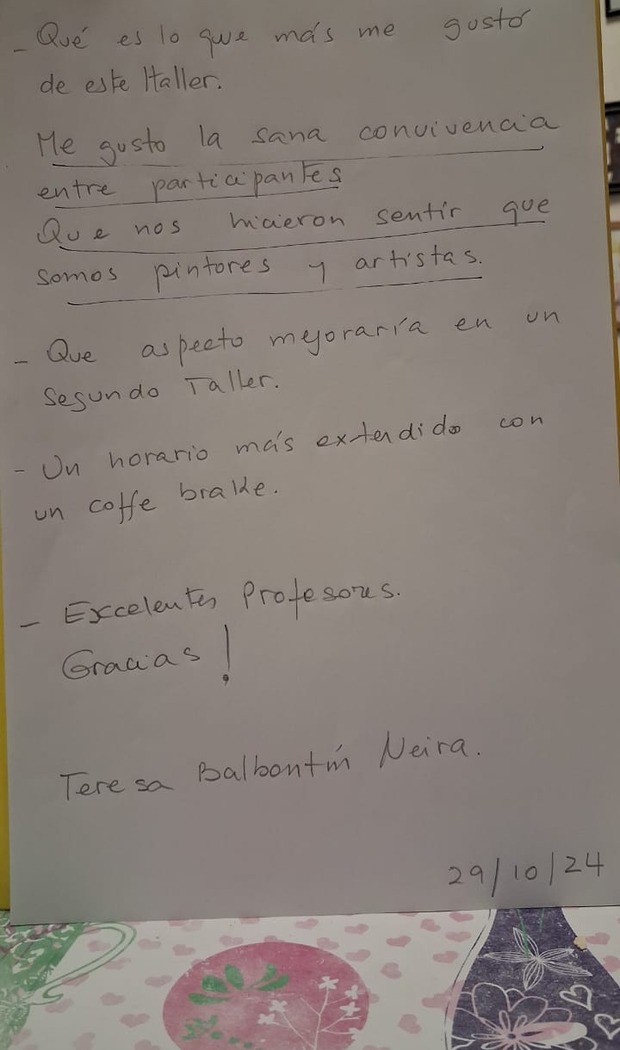 - Qué es lo que más me gustó
de este Haller.
Me gusto la sana convivencia
entre participantes
Que nos hicieron sentir que
somos pintores y artistas.
- Que aspecto mejoraría en un
Segundo Taller.
- Un horario más extendido con
un coffe brake.
- Excelentes Profesores.
Gracias!
Teresa Balbontín Neira.
29/10/24